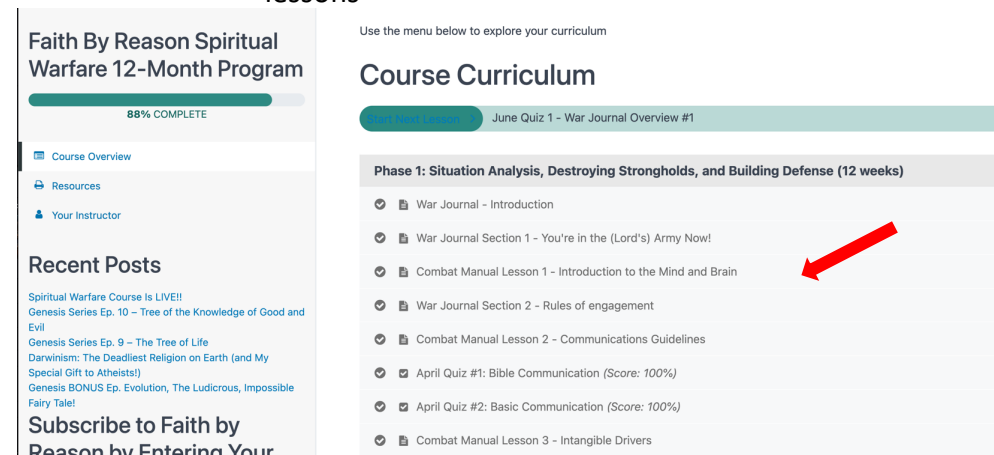 Faith By Reason Spiritual
Warfare 12-Month Program
88% COMPLETE
Course Overview
Resources
Your Instructor
Recent Posts
Spiritual Warfare Course Is LIVE!!
Genesis Series Ep. 10 – Tree of the Knowledge of Good and
Evil
Genesis Series Ep. 9 – The Tree of Life
Darwinism: The Deadliest Religion on Earth (and My
Special Gift to Atheists!)
Genesis BONUS Ep. Evolution, The Ludicrous, Impossible
Fairy Tale!
Subscribe to Faith by
Reason by Entering Your
Use the menu below to explore your curriculum
Course Curriculum
Start Next Lesson June Quiz 1 - War Journal Overview #1
Phase 1: Situation Analysis, Destroying Strongholds, and Building Defense (12 weeks)
War Journal - Introduction
War Journal Section 1 - You're in the (Lord's) Army Now!
Combat Manual Lesson 1 - Introduction to the Mind and Brain
War Journal Section 2 - Rules of engagement
Combat Manual Lesson 2 - Communications Guidelines
April Quiz #1: Bible Communication (Score: 100%)
April Quiz #2: Basic Communication (Score: 100%)
Combat Manual Lesson 3 - Intangible Drivers